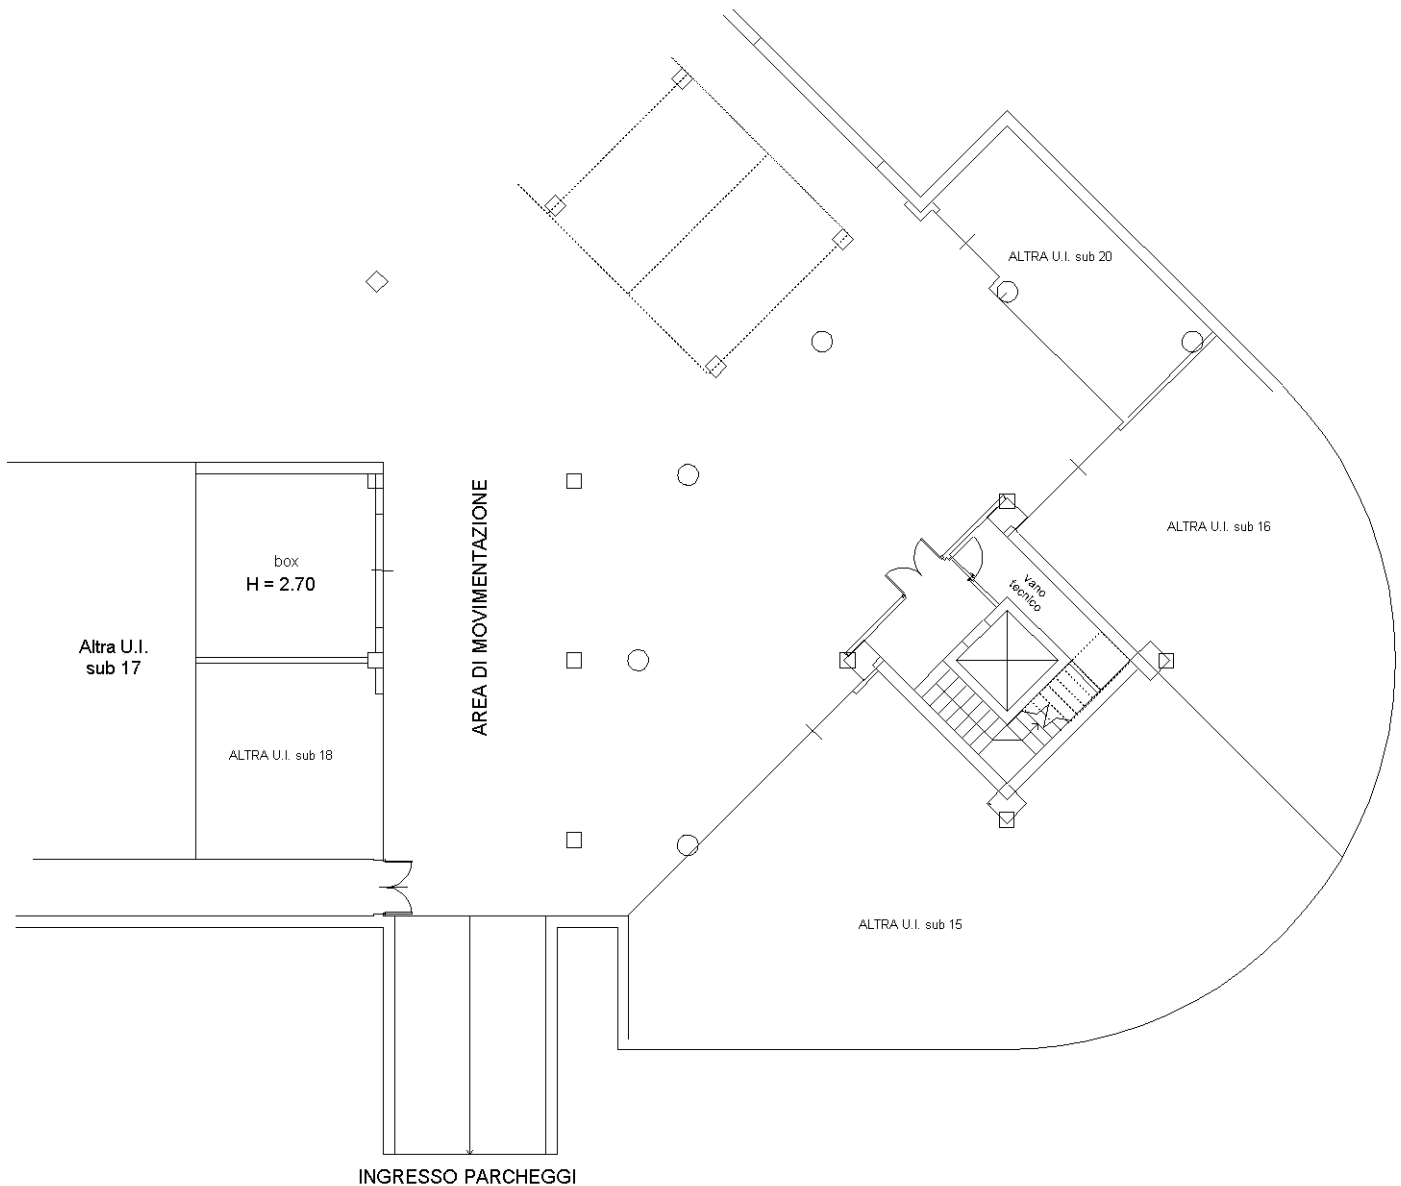 ALTRA U.I. sub 20
AREA DI MOVIMENTAZIONE
ALTRA U.I. sub 16
box
H = 2.70
vano
tecnico
Altra U.I.
sub 17
ALTRA U.I. sub 18
ALTRA U.I. sub 15
INGRESSO PARCHEGGI